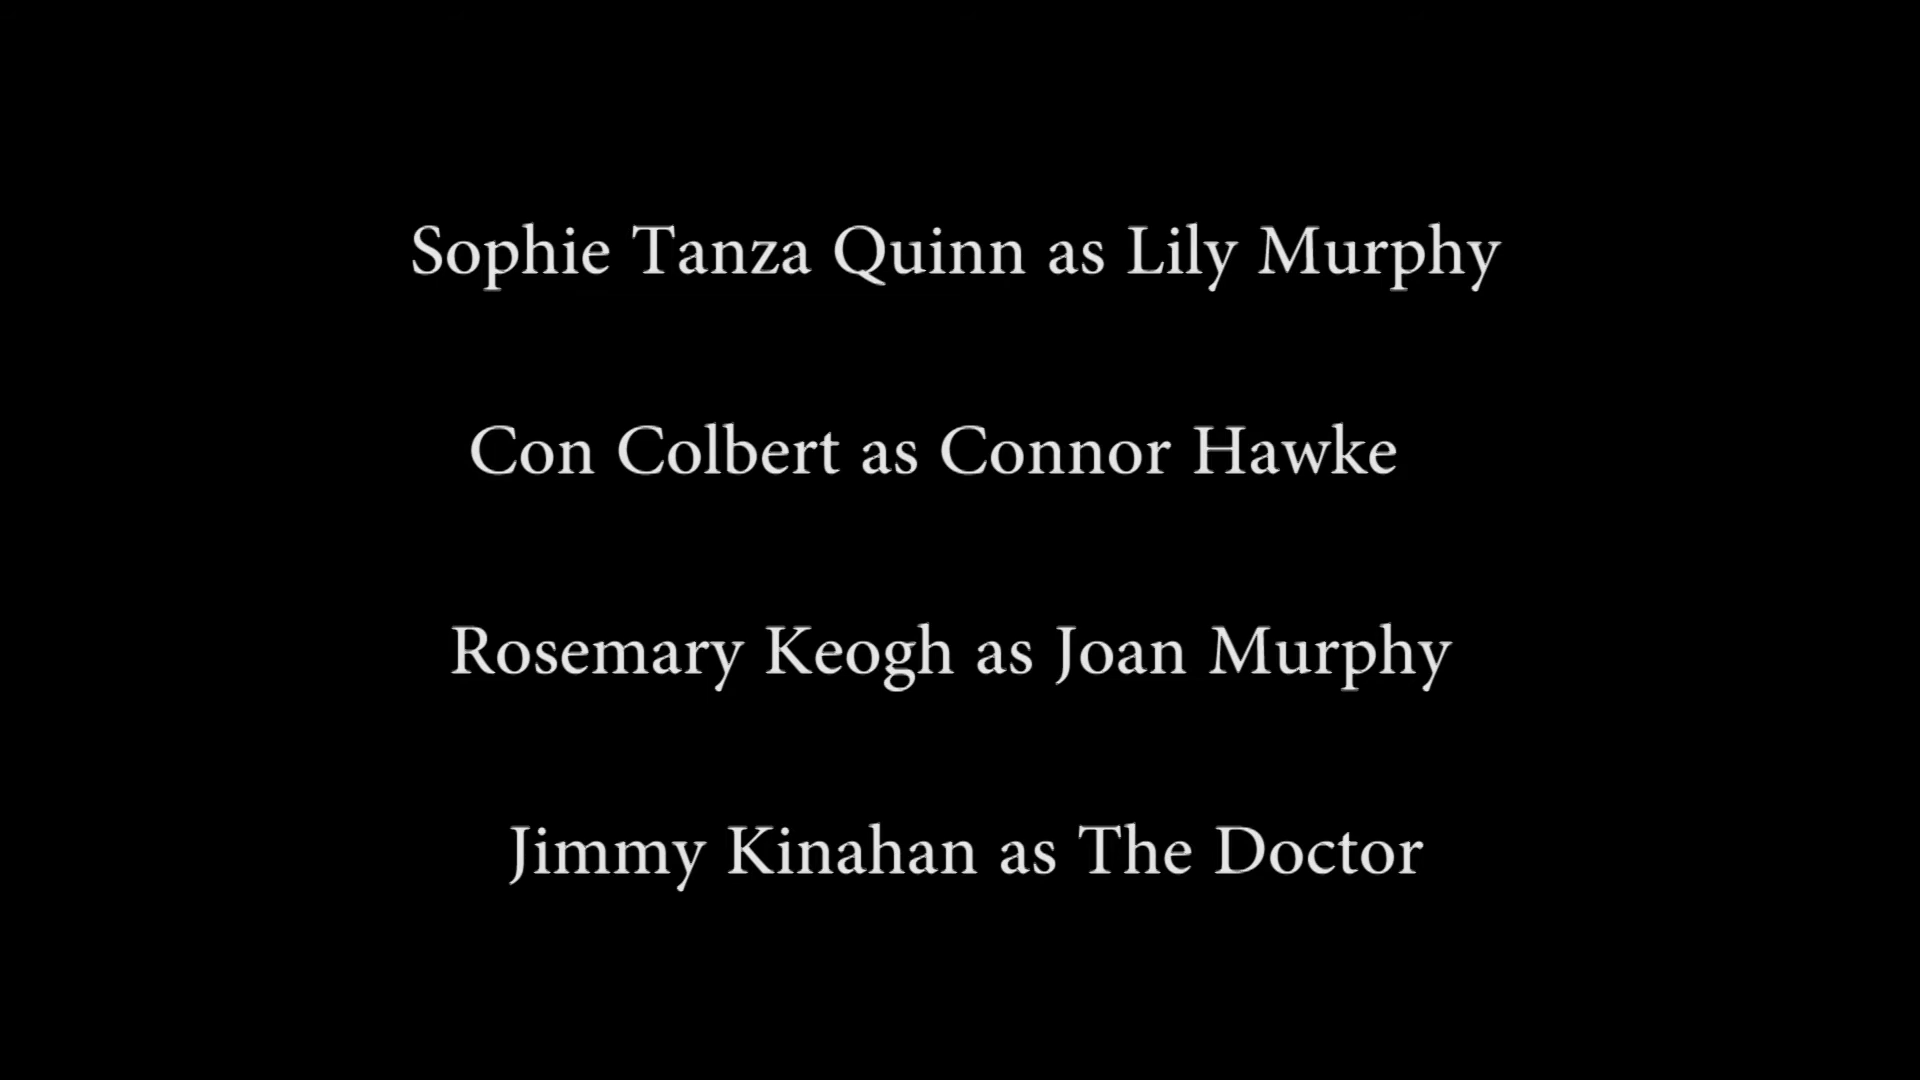 Sophie Tanza Quinn as Lily Murphy
Con Colbert as Connor Hawke
Rosemary Keogh as Joan Murphy
Jimmy Kinahan as The Doctor